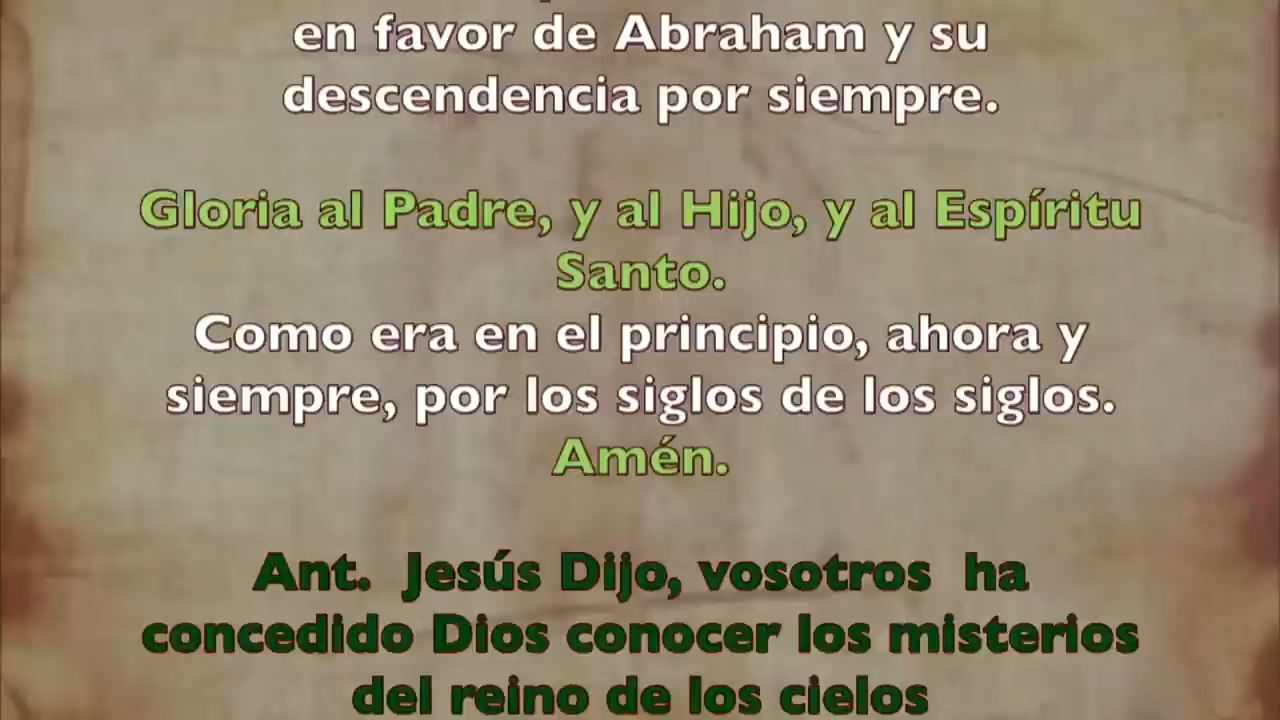 en favor de Abraham y su
descendencia por siempre.
Gloria al Padre, y al Hijo, y al Espíritu
Santo.
Como era en el principio, ahora y
siempre, por los siglos de los siglos.
Amén.
Ant. Jesús Dijo, vosotros ha
concedido Dios conocer los misterios
del reino de los cielos